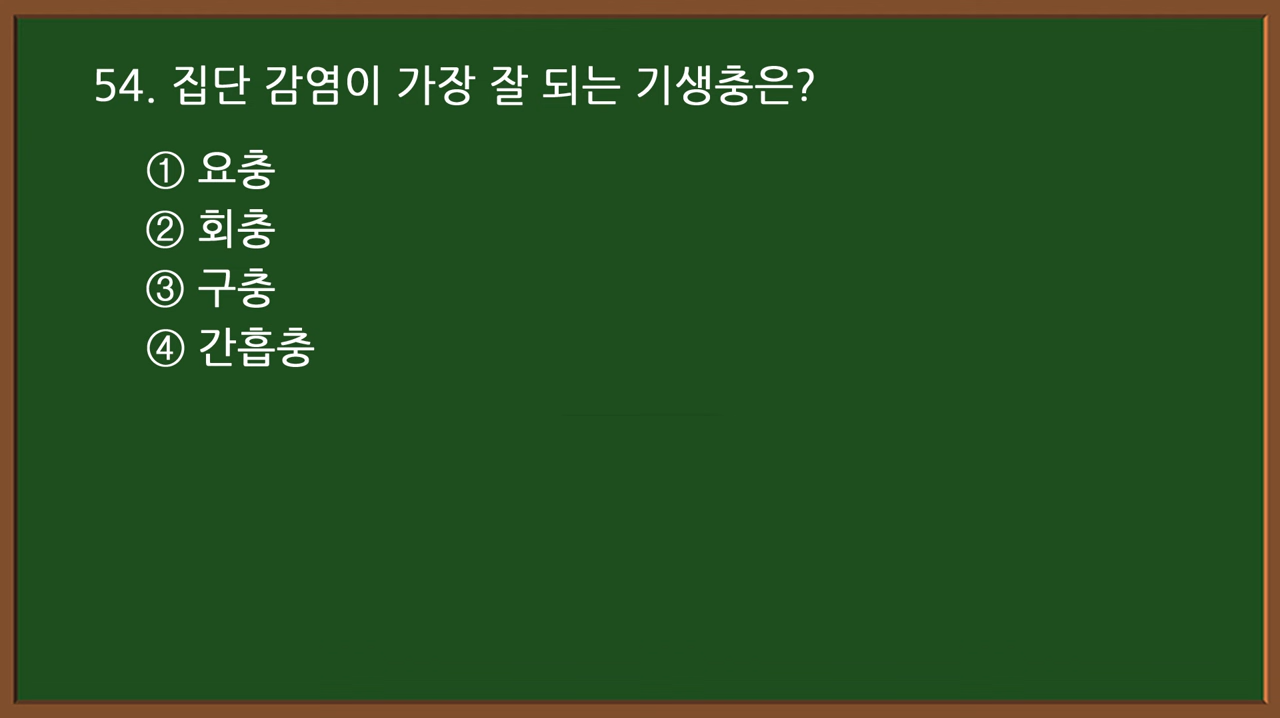 54. 집단 감염이 가장 잘 되는 기생충은?
① 요충
② 회충
③ 구충
④ 간흡충